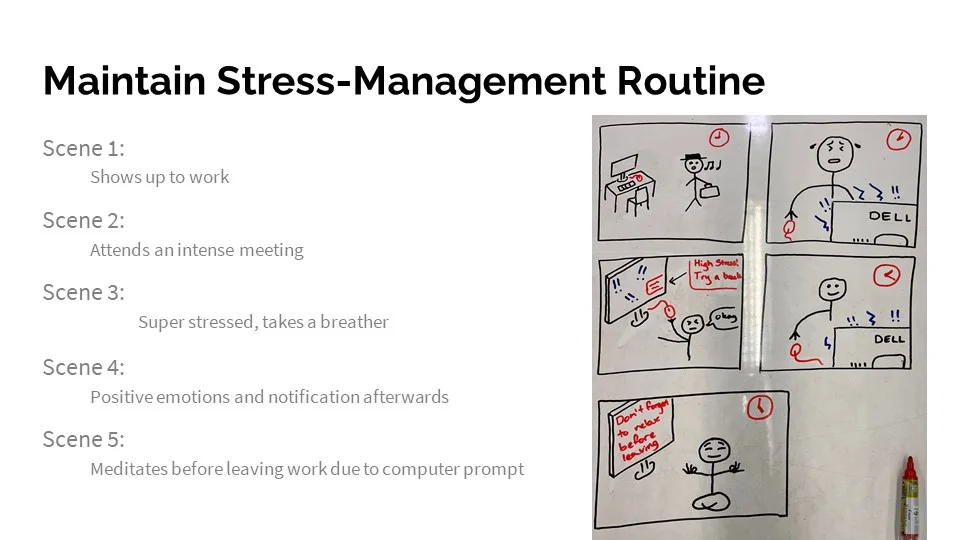 Maintain Stress-Management Routine
Scene 1:
Shows up to work
Scene 2:
Attends an intense meeting
Scene 3:
Super stressed, takes a breather
Scene 4:
Positive emotions and notification afterwards
Scene 5:
Meditates before leaving work due to computer prompt
!!
DELL
!!
!!
High Stress!
Try a
okay
!!
DELL
Don't forget
to relax
before
leaving